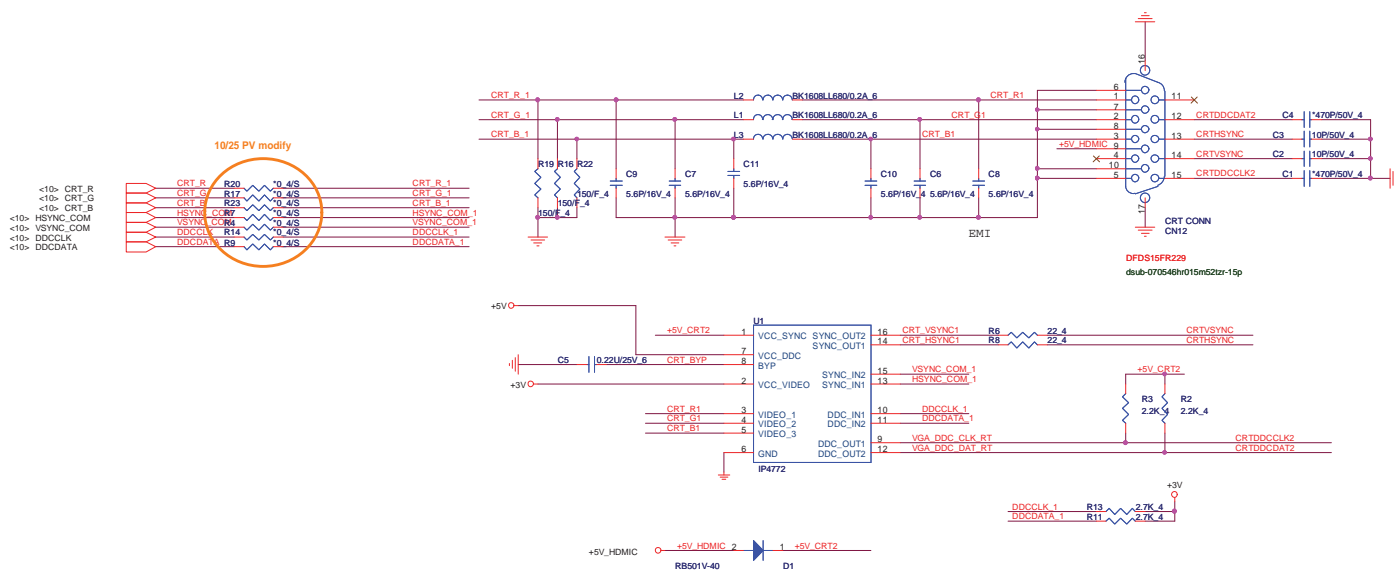 16
CRT_R_1 L2 BK1608LL680/0.2A_6 CRT_R1
CRT_G_1 L1 BK1608LL680/0.2A_6 CRT_G1
CRT_B_1 L3 BK1608LL680/0.2A_6 CRT_B1
+5V_HDMIC
6
1
7
2
8
3
9
4
10
5
11
12 CRTDDCDAT2 C4 *470P/50V_4
13 CRTHSYNC C3 10P/50V_4
14 CRTVSYNC C2 10P/50V_4
15 CRTDDCCLK2 C1 *470P/50V_4
17
CRT CONN
CN12
DFDS15FR229
dsub-070546hr015m52tzr-15p
R19 R16 R22
150/F_4
150/F_4
150/F_4
C9
5.6P/16V_4
C7
5.6P/16V_4
C11
5.6P/16V_4
C10
5.6P/16V_4
C6
5.6P/16V_4
C8
5.6P/16V_4
EMI
10/25 PV modify
<10> CRT_R CRT_R R20 *0_4/S CRT_R_1
<10> CRT_G CRT_G R17 *0_4/S CRT_G_1
<10> CRT_B CRT_B R23 *0_4/S CRT_B_1
<10> HSYNC_COM HSYNC_COM R7 *0_4/S HSYNC_COM_1
<10> VSYNC_COM VSYNC_COM R4 *0_4/S VSYNC_COM_1
<10> DDCCLK DDCCLK R14 *0_4/S DDCCLK_1
<10> DDCDATA DDCDATA R9 *0_4/S DDCDATA_1
+5V
U1
+5V_CRT2 1 VCC_SYNC SYNC_OUT2 16 CRT_VSYNC1 R6 22_4 CRTVSYNC
SYNC_OUT1 14 CRT_HSYNC1 R8 22_4 CRTHSYNC
7 VCC_DDC
C5 0.22U/25V_6 CRT_BYP 8 BYP
SYNC_IN2 15 VSYNC_COM_1
+3V 2 VCC_VIDEO SYNC_IN1 13 HSYNC_COM_1
+5V_CRT2
R3
2.2K_4
R2
2.2K_4
CRT_R1 3 VIDEO_1 DDC_IN1 10 DDCCLK_1
CRT_G1 4 VIDEO_2 DDC_IN2 11 DDCDATA_1
CRT_B1 5 VIDEO_3
DDC_OUT1 9 VGA_DDC_CLK_RT CRTDDCCLK2
6 GND DDC_OUT2 12 VGA_DDC_DAT_RT CRTDDCDAT2
IP4772
+3V
DDCCLK_1 R13 2.7K_4
DDCDATA_1 R11 2.7K_4
+5V_HDMIC +5V_HDMIC 2 1 +5V_CRT2
RB501V-40 D1